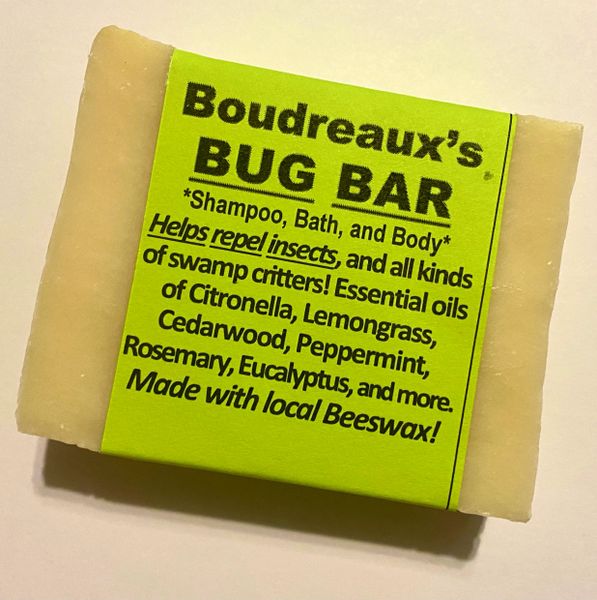 Boudreaux's
BUG BAR
*Shampoo, Bath, and Body*
Helps repel insects, and all kinds
of swamp critters! Essential oils
of Citronella, Lemongrass,
Cedarwood, Peppermint,
Rosemary, Eucalyptus, and more.
Made with local Beeswax!